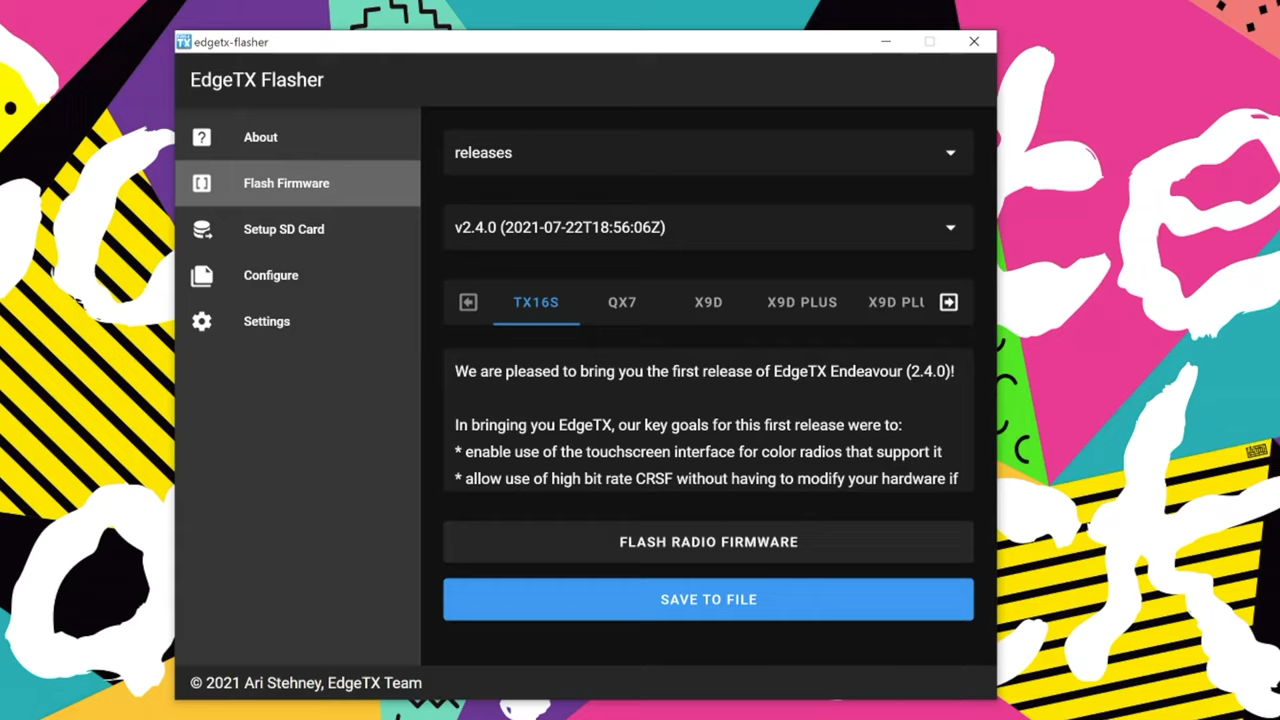 edgetx-flasher
EdgeTX Flasher
About
Flash Firmware
Setup SD Card
Configure
Settings
releases
v2.4.0 (2021-07-22T18:56:06Z)
TX16S QX7 X9D X9D PLUS X9D PLU
We are pleased to bring you the first release of EdgeTX Endeavour (2.4.0)!
In bringing you EdgeTX, our key goals for this first release were to:
* enable use of the touchscreen interface for color radios that support it
* allow use of high bit rate CRSF without having to modify your hardware if
FLASH RADIO FIRMWARE
SAVE TO FILE
© 2021 Ari Stehney, EdgeTX Team